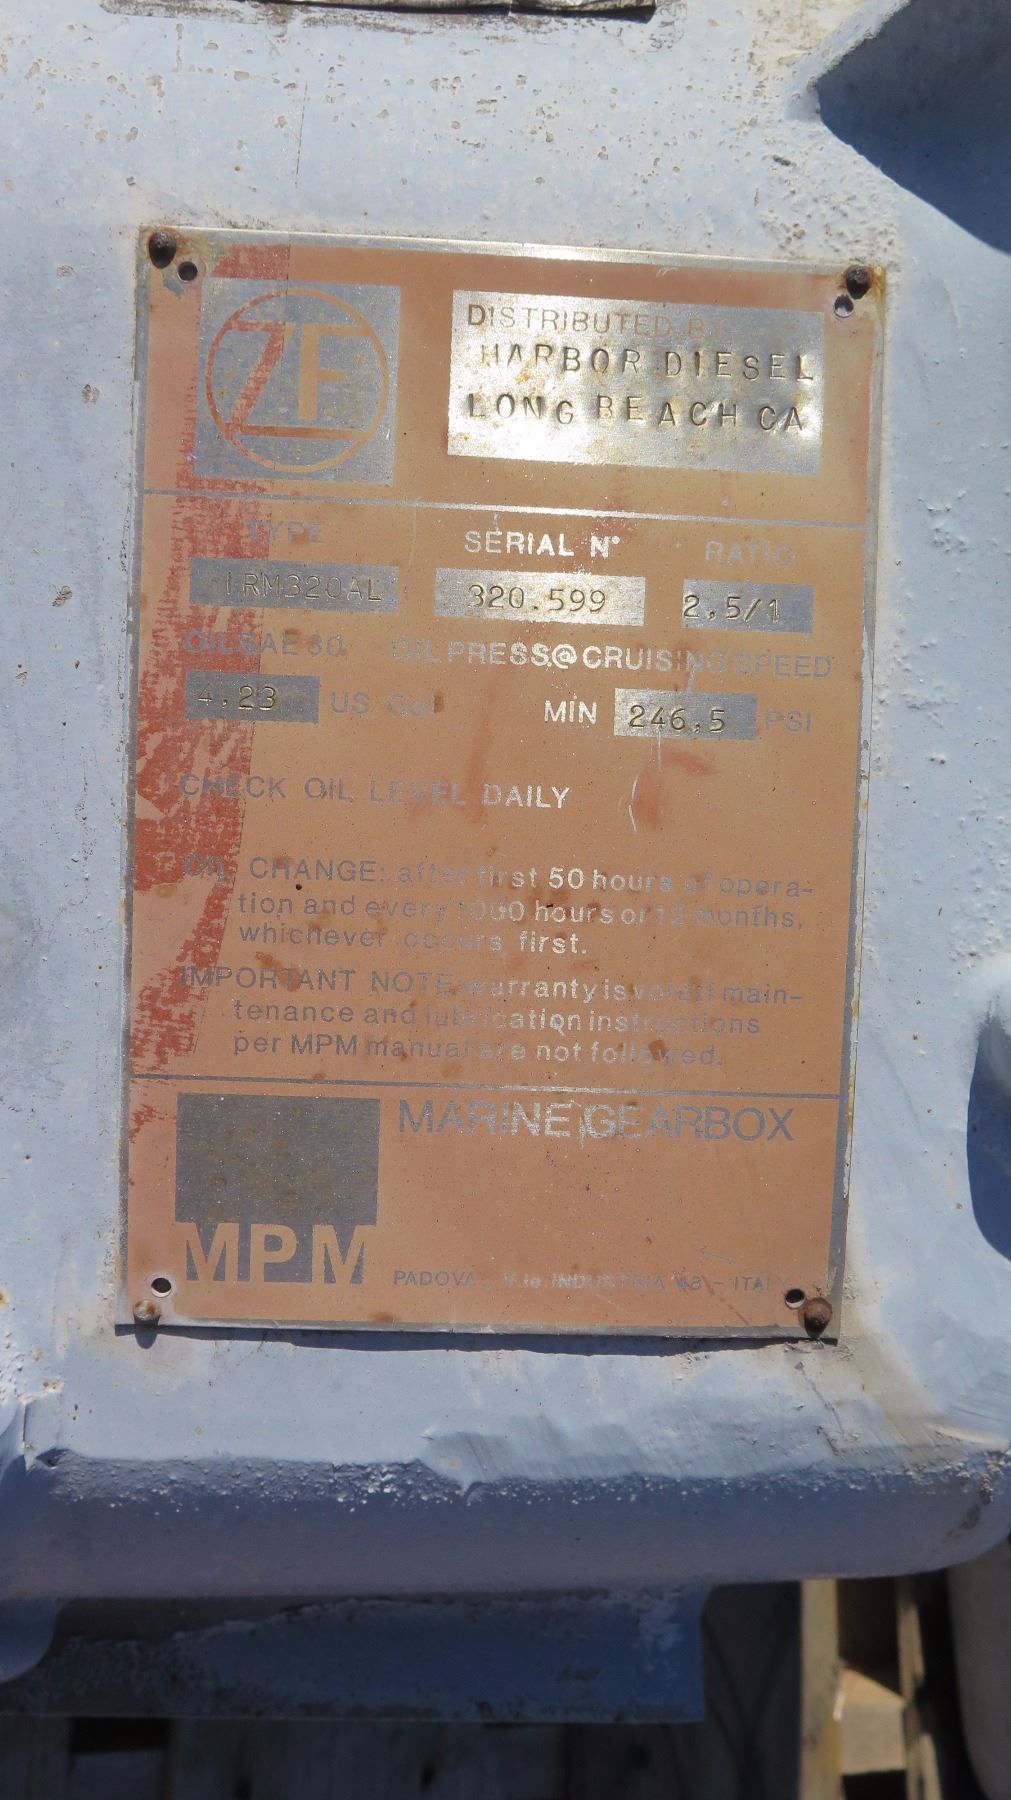 ZF
DISTRIBUTED BY
HARBOR DIESEL
LONG BEACH CA
TYPE SERIAL N° RATIO
IRM320AL 320.599 2,5/1
OIL SAE 30 OIL PRESS@CRUISING SPEED
4,23 US Gal MIN 246,5 PSI
CHECK OIL LEVEL DAILY
OIL CHANGE: after first 50 hours of opera-
tion and every 1000 hours or 12 months,
whichever occurs first.
IMPORTANT NOTE: warranty is void if main-
tenance and lubrication instructions
per MPM manual are not followed.
MARINE GEARBOX
MPM
PADOVA, V.le INDUSTRIA 48 - ITALY